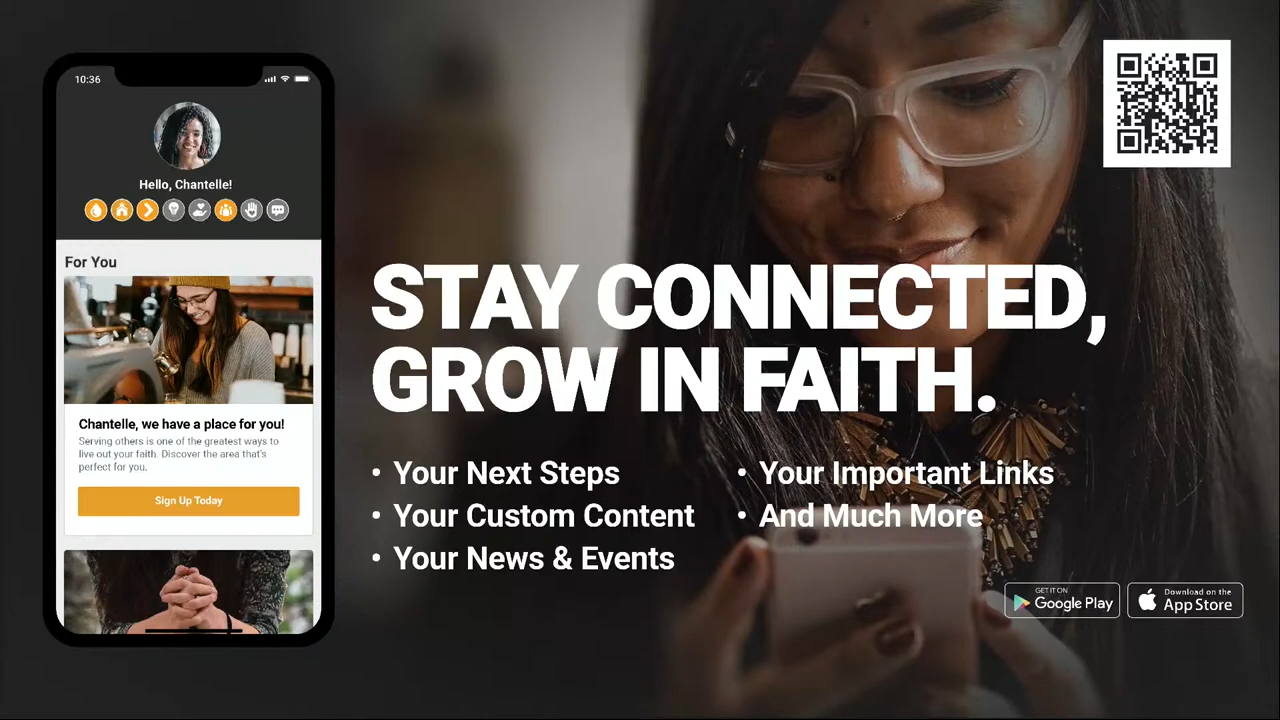 10:36
Hello, Chantelle!
For You
Chantelle, we have a place for you!
Serving others is one of the greatest ways to
live out your faith. Discover the area that's
perfect for you.
Sign Up Today
STAY CONNECTED,
GROW IN FAITH.
• Your Next Steps
• Your Custom Content
• Your News & Events
• Your Important Links
• And Much More
GET IT ON
Google Play
Download on the
App Store